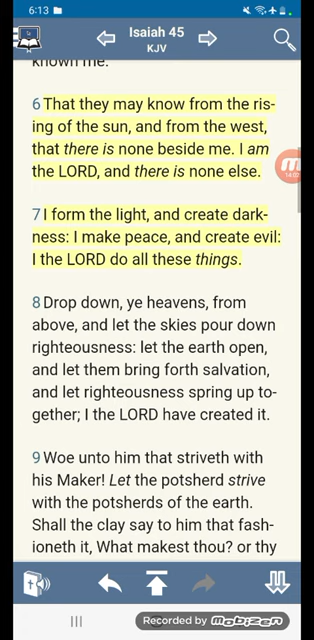 6:13
Isaiah 45
KJV
known me.
6 That they may know from the ris-
ing of the sun, and from the west,
that there is none beside me. I am
the LORD, and there is none else.
7 I form the light, and create dark-
ness: I make peace, and create evil:
I the LORD do all these things.
8 Drop down, ye heavens, from
above, and let the skies pour down
righteousness: let the earth open,
and let them bring forth salvation,
and let righteousness spring up to-
gether; I the LORD have created it.
9 Woe unto him that striveth with
his Maker! Let the potsherd strive
with the potsherds of the earth.
Shall the clay say to him that fash-
ioneth it, What makest thou? or thy
Recorded by mobizen